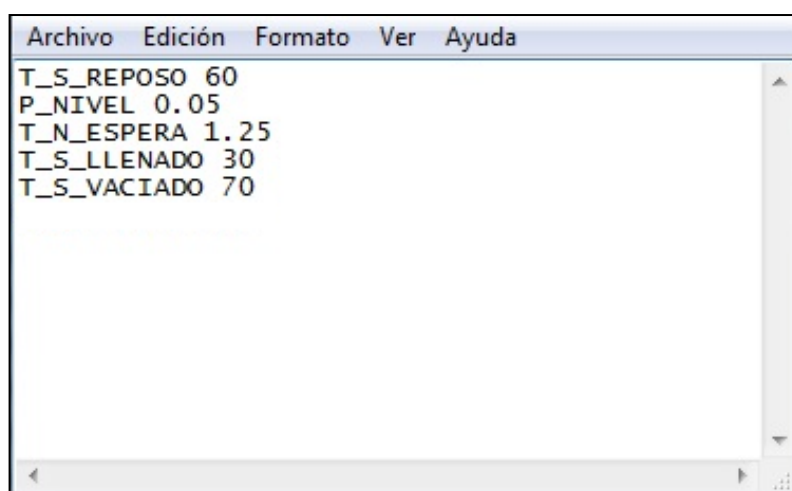 Archivo Edición Formato Ver Ayuda
T_S_REPOSO 60
P_NIVEL 0.05
T_N_ESPERA 1.25
T_S_LLENADO 30
T_S_VACIADO 70